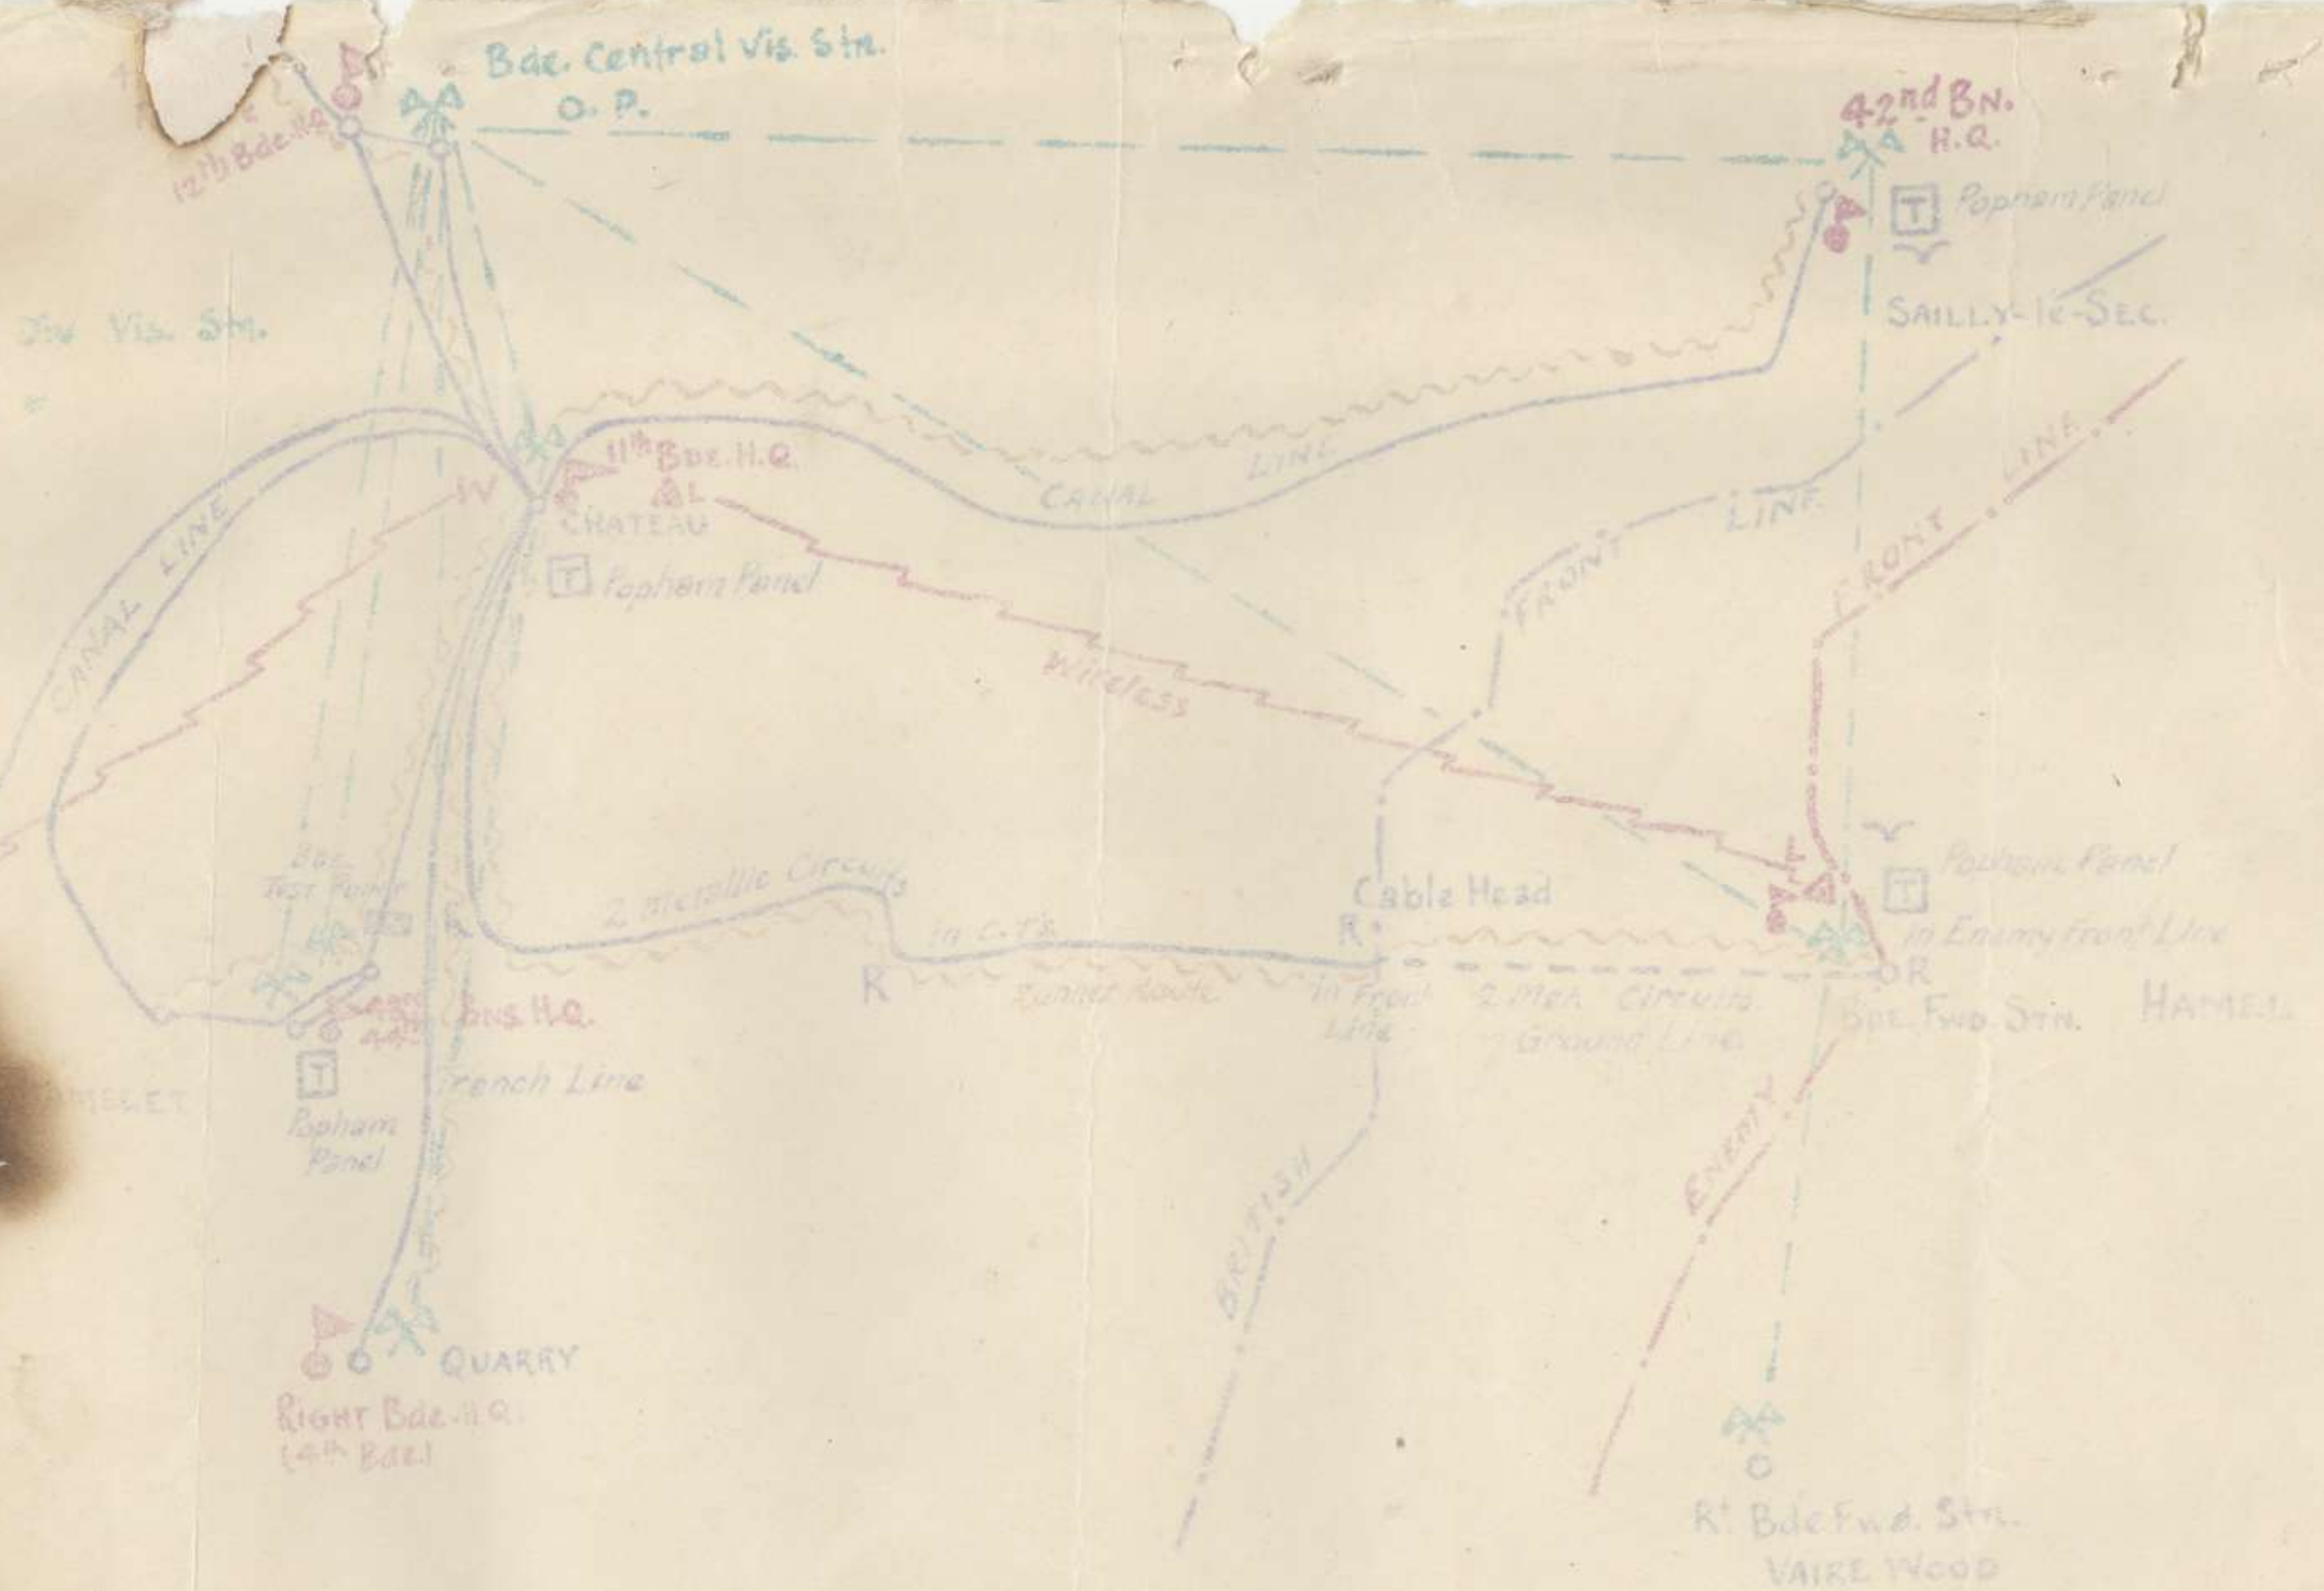 Bde. Central Vis. Stn.
O. P.
12th Bde. H.Q.
42nd BN.
H.Q.
T Popham Panel
SAILLY-le-SEC.
Div Vis. Stn.
11th BDE. H.Q.
W
L
CHATEAU
T Popham Panel
CANAL LINE
CANAL LINE
FRONT LINE
FRONT LINE
Wireless
Bde.
Test Point
2 Metallic Circuits
in C.T's
Cable Head
R
R
Runner Route
in Front
Line
2 Met. Circuits
Ground Line
Popham Panel
T
in Enemy Front Line
R
BDE. FWD. STN.
HAMEL
44th BNS H.Q.
T
Popham
Panel
Trench Line
BRITISH
ENEMY
QUARRY
RIGHT Bde. H.Q.
(4th Bde.)
Rt Bde Fwd. Stn.
VAIRE WOOD